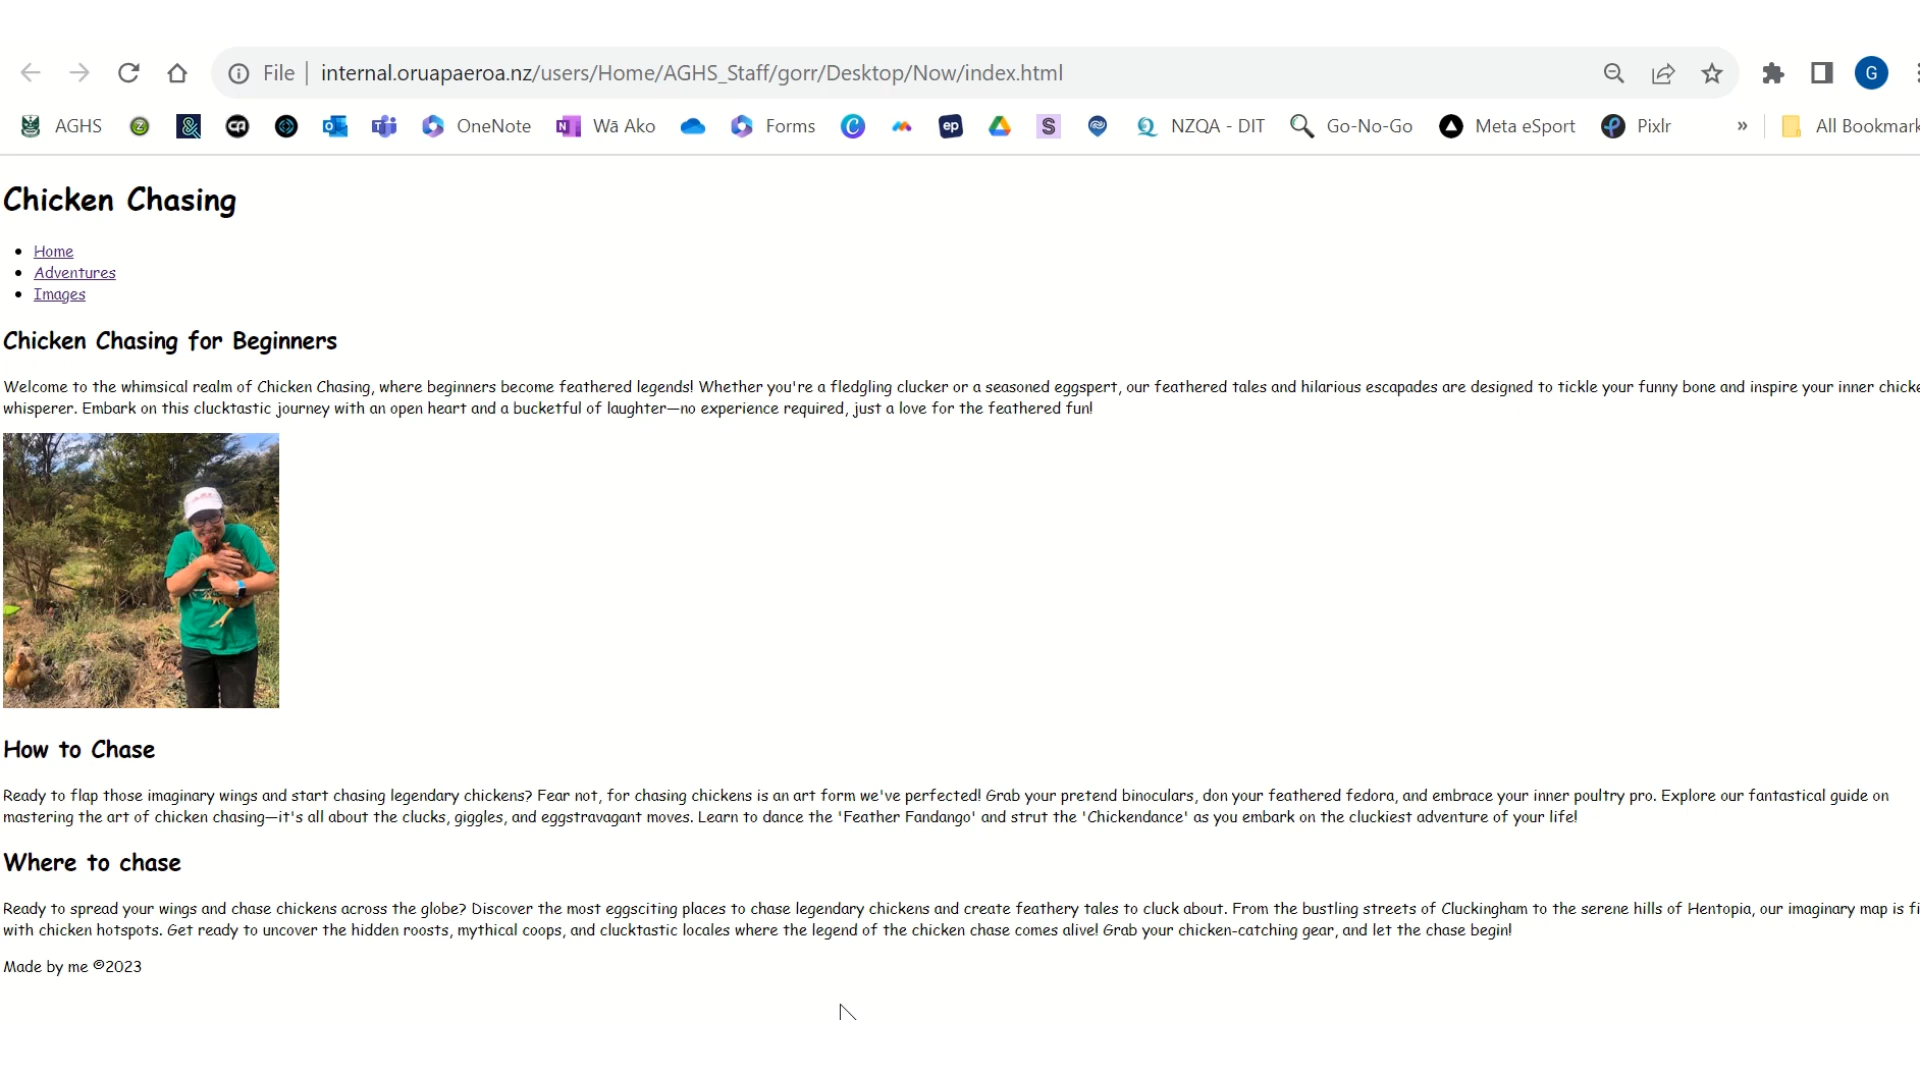 File | internal.oruapaeroa.nz/users/Home/AGHS_Staff/gorr/Desktop/Now/index.html G
AGHS OneNote Wā Ako Forms ep S NZQA - DIT Go-No-Go Meta eSport Pixlr » All Bookmark
Chicken Chasing
• Home
• Adventures
• Images
Chicken Chasing for Beginners
Welcome to the whimsical realm of Chicken Chasing, where beginners become feathered legends! Whether you're a fledgling clucker or a seasoned eggspert, our feathered tales and hilarious escapades are designed to tickle your funny bone and inspire your inner chicke
whisperer. Embark on this clucktastic journey with an open heart and a bucketful of laughter—no experience required, just a love for the feathered fun!
How to Chase
Ready to flap those imaginary wings and start chasing legendary chickens? Fear not, for chasing chickens is an art form we've perfected! Grab your pretend binoculars, don your feathered fedora, and embrace your inner poultry pro. Explore our fantastical guide on
mastering the art of chicken chasing—it's all about the clucks, giggles, and eggstravagant moves. Learn to dance the 'Feather Fandango' and strut the 'Chickendance' as you embark on the cluckiest adventure of your life!
Where to chase
Ready to spread your wings and chase chickens across the globe? Discover the most eggsciting places to chase legendary chickens and create feathery tales to cluck about. From the bustling streets of Cluckingham to the serene hills of Hentopia, our imaginary map is fi
with chicken hotspots. Get ready to uncover the hidden roosts, mythical coops, and clucktastic locales where the legend of the chicken chase comes alive! Grab your chicken-catching gear, and let the chase begin!
Made by me ©2023